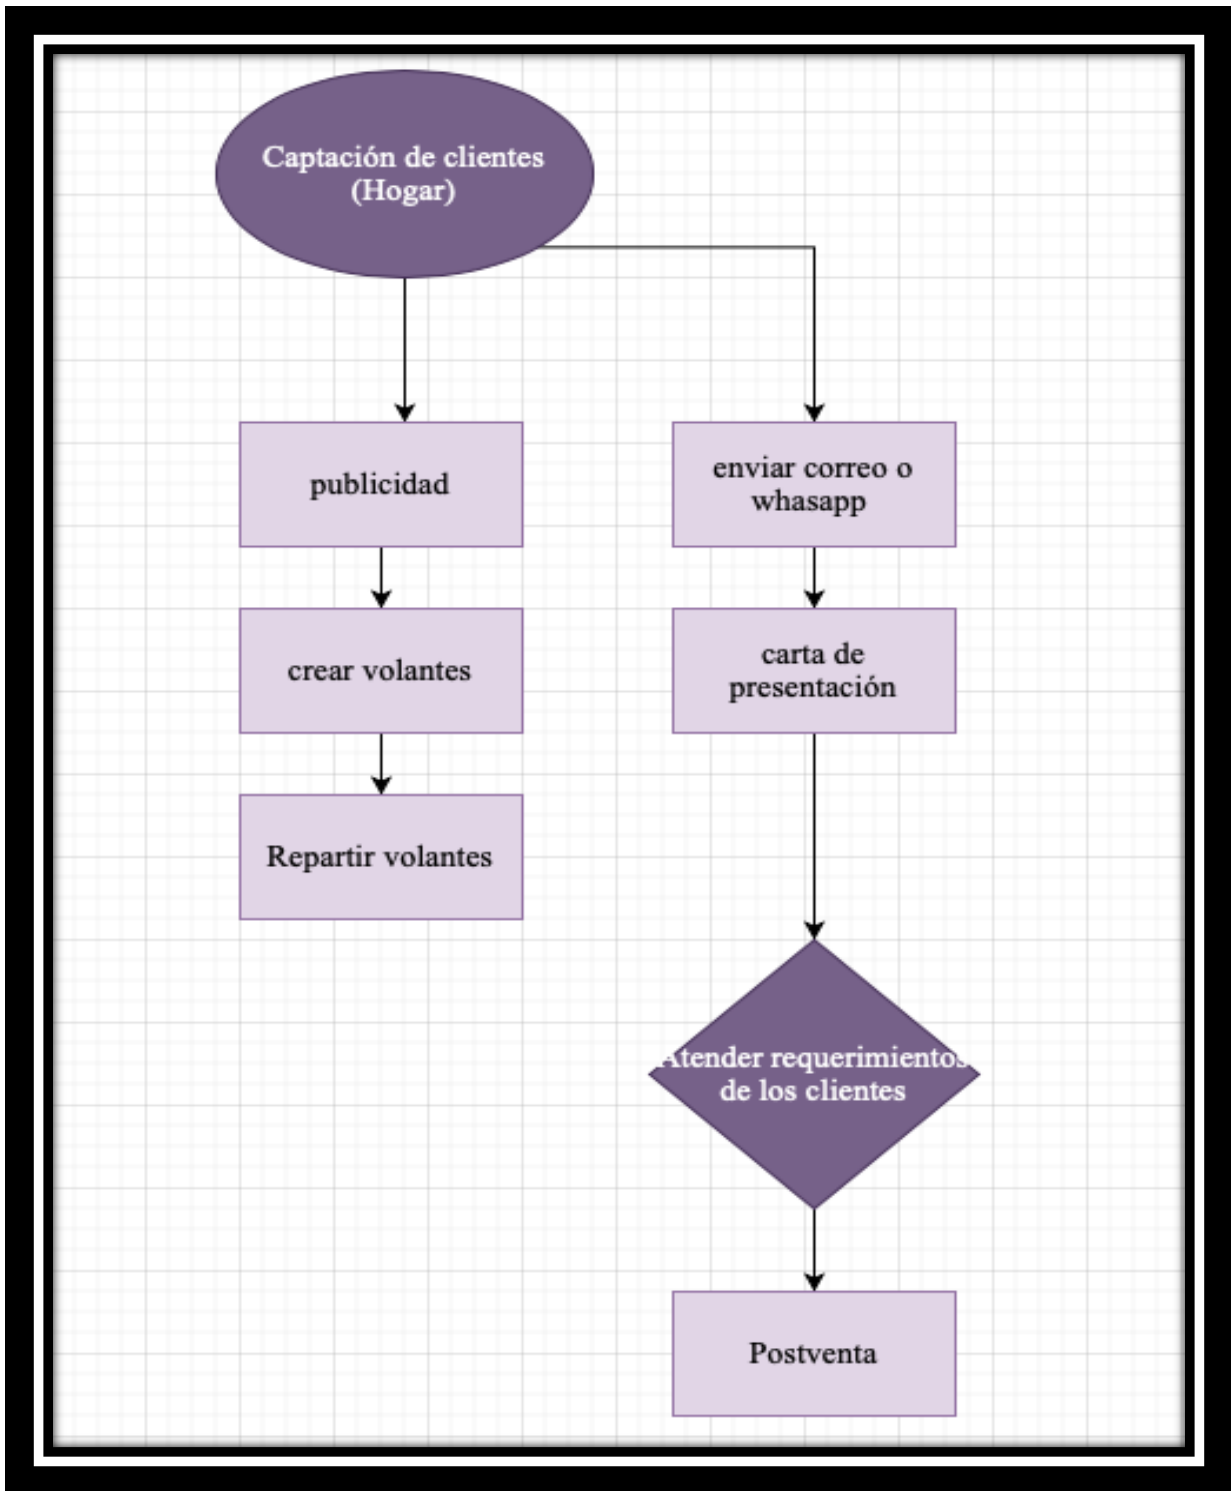 Captación de clientes
(Hogar)
publicidad
enviar correo o
whasapp
crear volantes
carta de
presentación
Repartir volantes
Atender requerimientos
de los clientes
Postventa